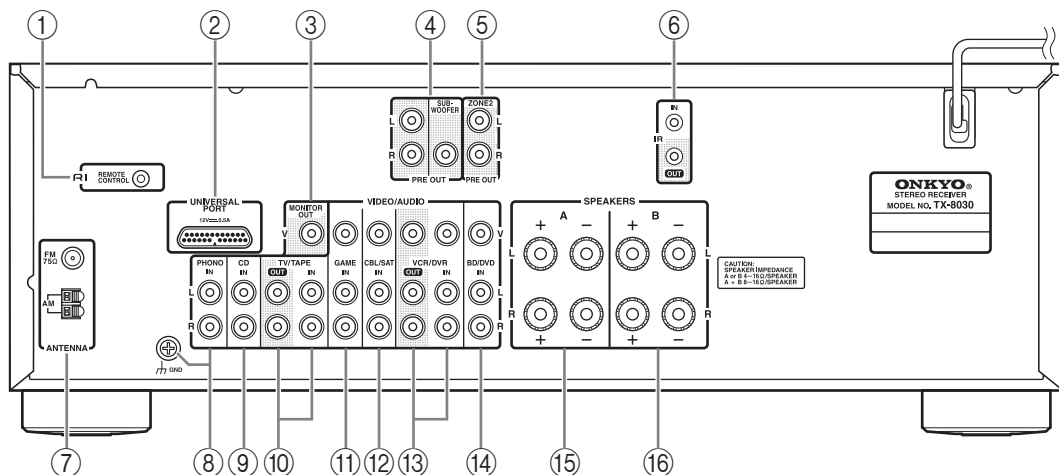 ① ② ③ ④ ⑤ ⑥
SUB-
WOOFER
ZONE2
L
R
L
R
PRE OUT
PRE OUT
IN
IR
OUT
RI
REMOTE
CONTROL
ONKYO®
STEREO RECEIVER
MODEL NO. TX-8030
UNIVERSAL
PORT
12V⎓0.5A
MONITOR
OUT
V
VIDEO/AUDIO
V
PHONO
IN
CD
IN
TV/TAPE
OUT
IN
GAME
IN
CBL/SAT
IN
VCR/DVR
OUT
IN
BD/DVD
IN
L
R
L
R
SPEAKERS
A
B
+ − + −
L
L
R
R
+ − + −
CAUTION:
SPEAKER IMPEDANCE
A or B 4~16Ω/SPEAKER
A + B 8~16Ω/SPEAKER
FM
75Ω
AM
ANTENNA
GND
⑦ ⑧ ⑨ ⑩ ⑪ ⑫ ⑬ ⑭ ⑮ ⑯